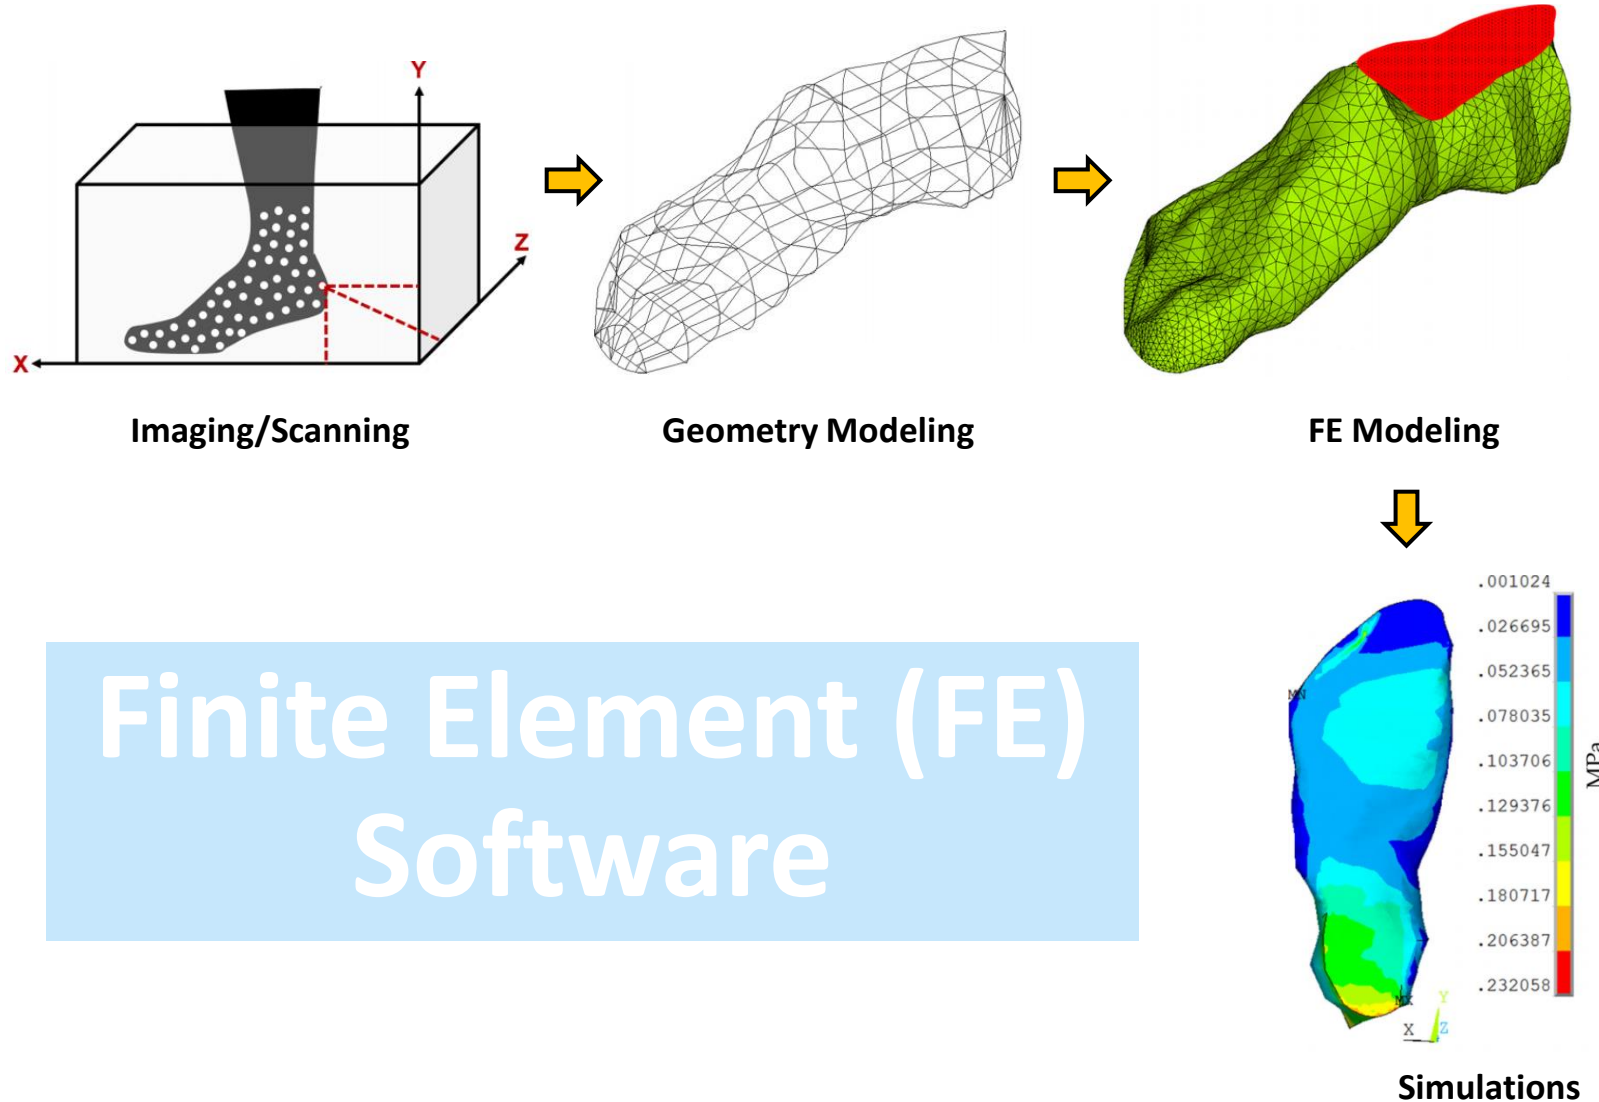 Y
Z
X
Imaging/Scanning
Geometry Modeling
FE Modeling
Finite Element (FE)
Software
.001024
.026695
.052365
.078035
.103706
.129376
.155047
.180717
.206387
.232058
MPa
MN
MX
Y
X
Z
Simulations